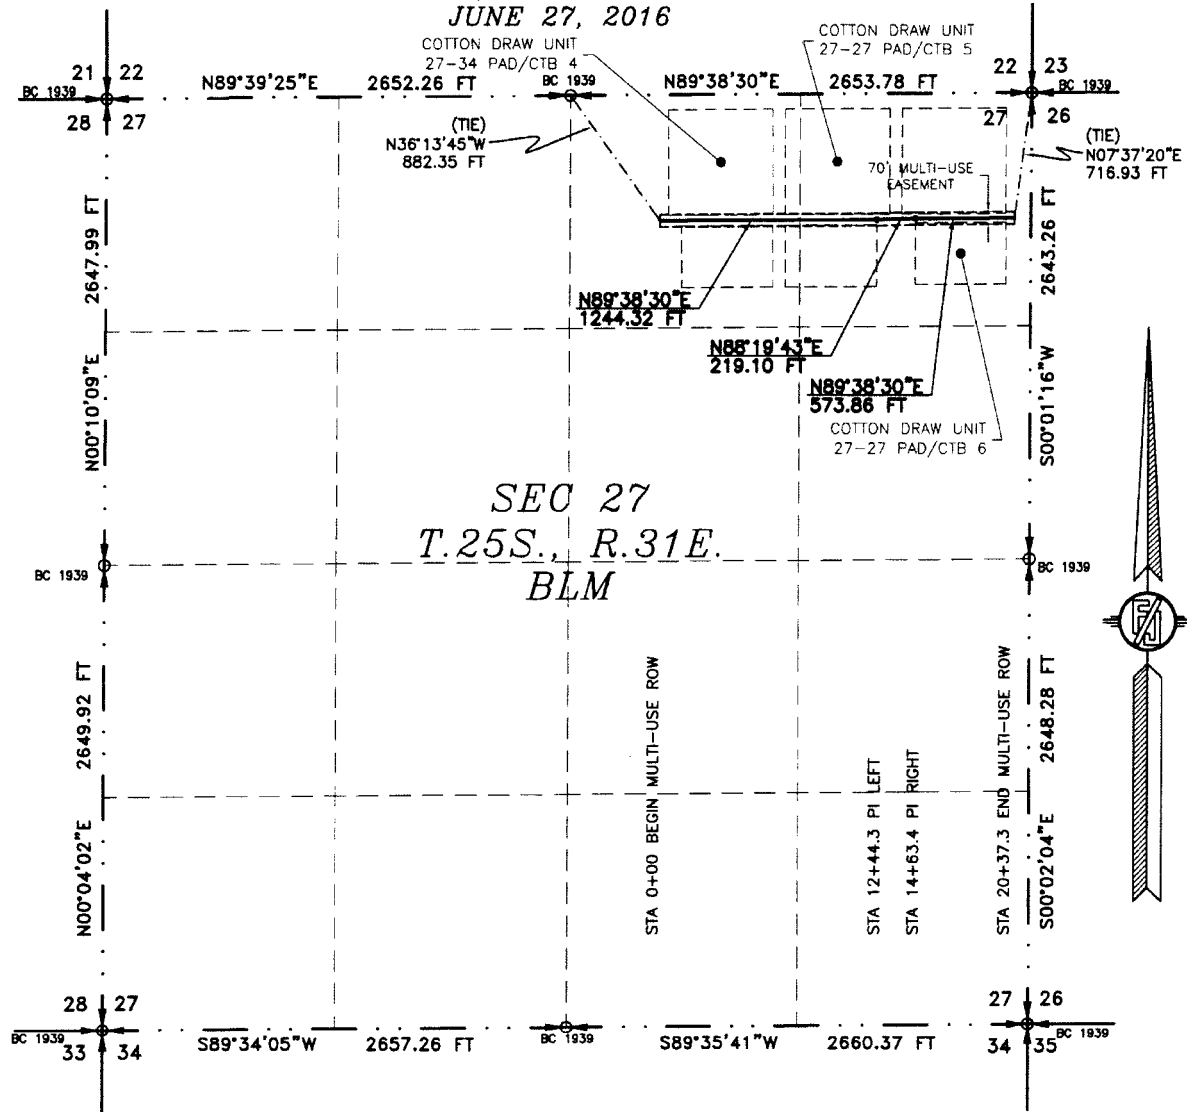 JUNE 27, 2016
COTTON DRAW UNIT
27-34 PAD/CTB 4
COTTON DRAW UNIT
27-27 PAD/CTB 5
21 22
BC 1939
28 27
N89°39'25"E 2652.26 FT
BC 1939
N89°38'30"E 2653.78 FT
22 23
BC 1939
27 26
(TIE)
N36°13'45"W
882.35 FT
(TIE)
N07°37'20"E
716.93 FT
70' MULTI-USE
EASEMENT
2647.99 FT
N00°10'09"E
2643.26 FT
S00°01'16"W
N89°38'30"E
1244.32 FT
N88°19'43"E
219.10 FT
N89°38'30"E
573.86 FT
COTTON DRAW UNIT
27-27 PAD/CTB 6
SEC 27
T.25S., R.31E.
BLM
BC 1939
BC 1939
2649.92 FT
N00°04'02"E
STA 0+00 BEGIN MULTI-USE ROW
STA 12+44.3 PI LEFT
STA 14+63.4 PI RIGHT
STA 20+37.3 END MULTI-USE ROW
2648.28 FT
S00°02'04"E
28 27
BC 1939
33 34
S89°34'05"W 2657.26 FT
BC 1939
S89°35'41"W 2660.37 FT
27 26
BC 1939
34 35